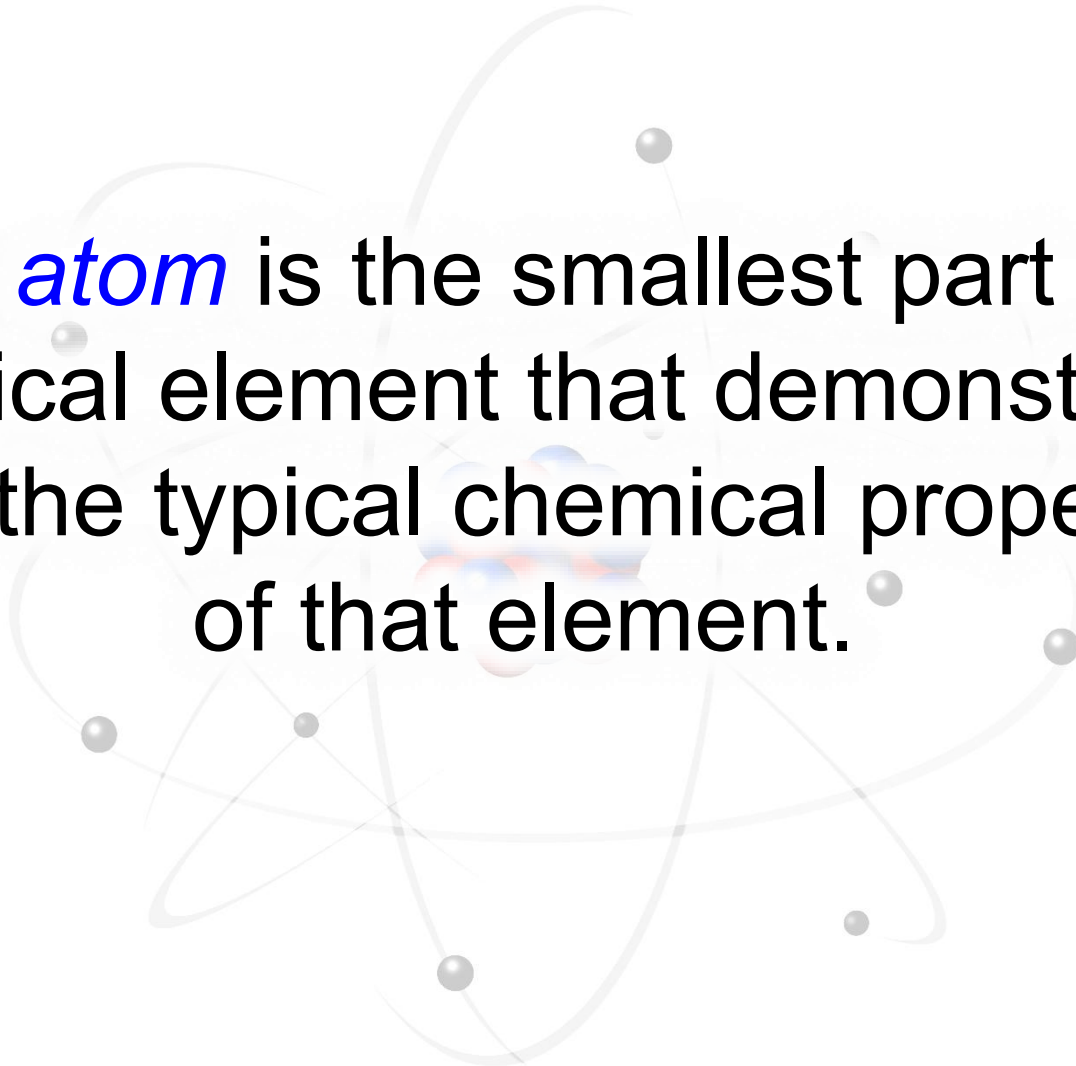 atom is the smallest part
ical element that demonst
the typical chemical prope
of that element.